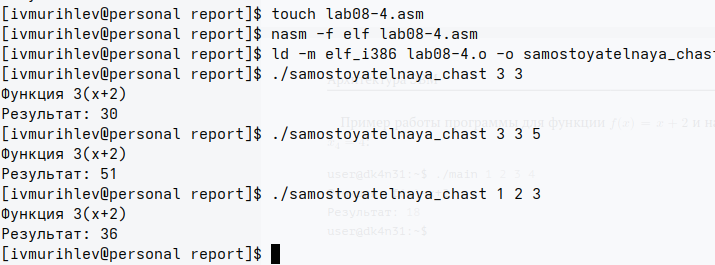 [ivmurihlev@personal report]$ touch lab08-4.asm
[ivmurihlev@personal report]$ nasm -f elf lab08-4.asm
[ivmurihlev@personal report]$ ld -m elf_i386 lab08-4.o -o samostoyatelnaya_chast
[ivmurihlev@personal report]$ ./samostoyatelnaya_chast 3 3
Функция 3(x+2)
Результат: 30
Пример работы программы для функции f(x) = x + 2 и на
[ivmurihlev@personal report]$ ./samostoyatelnaya_chast 3 3 5
Функция 3(x+2)
Результат: 51
user@dk4n31:~$ ./main 1 2 3 4
[ivmurihlev@personal report]$ ./samostoyatelnaya_chast 1 2 3
Функция 3(x+2)
Результат: 18
Результат: 36
user@dk4n31:~$
[ivmurihlev@personal report]$